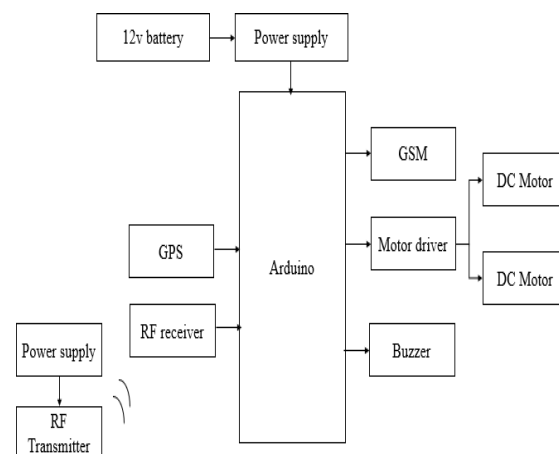 12v battery
Power supply
GSM
DC Motor
GPS
Arduino
Motor driver
DC Motor
RF receiver
Power supply
Buzzer
RF
Transmitter